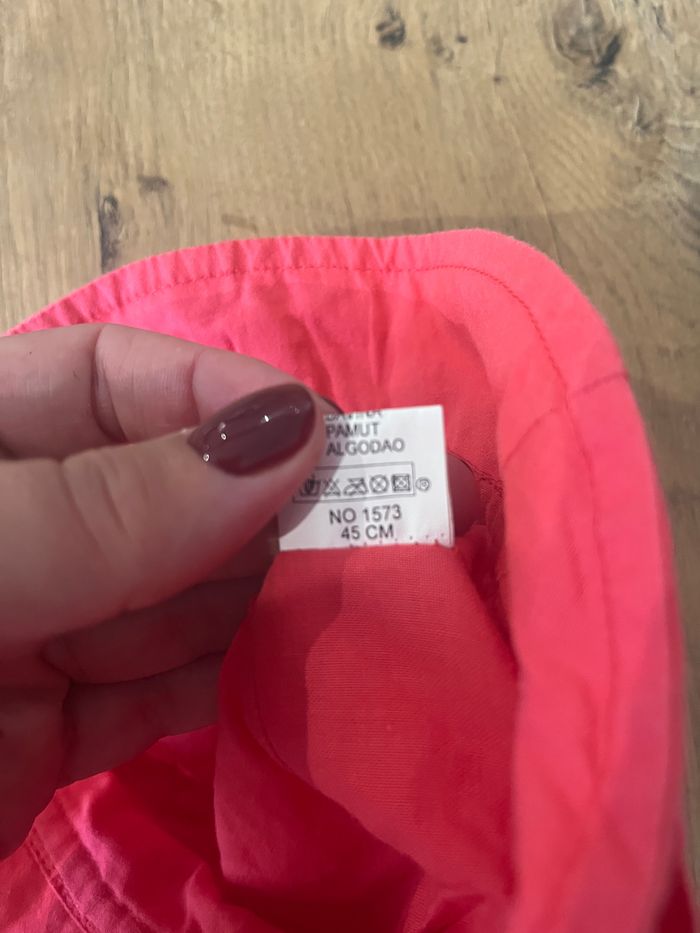 PAMUT
ALGODAO
NO 1573
45 CM